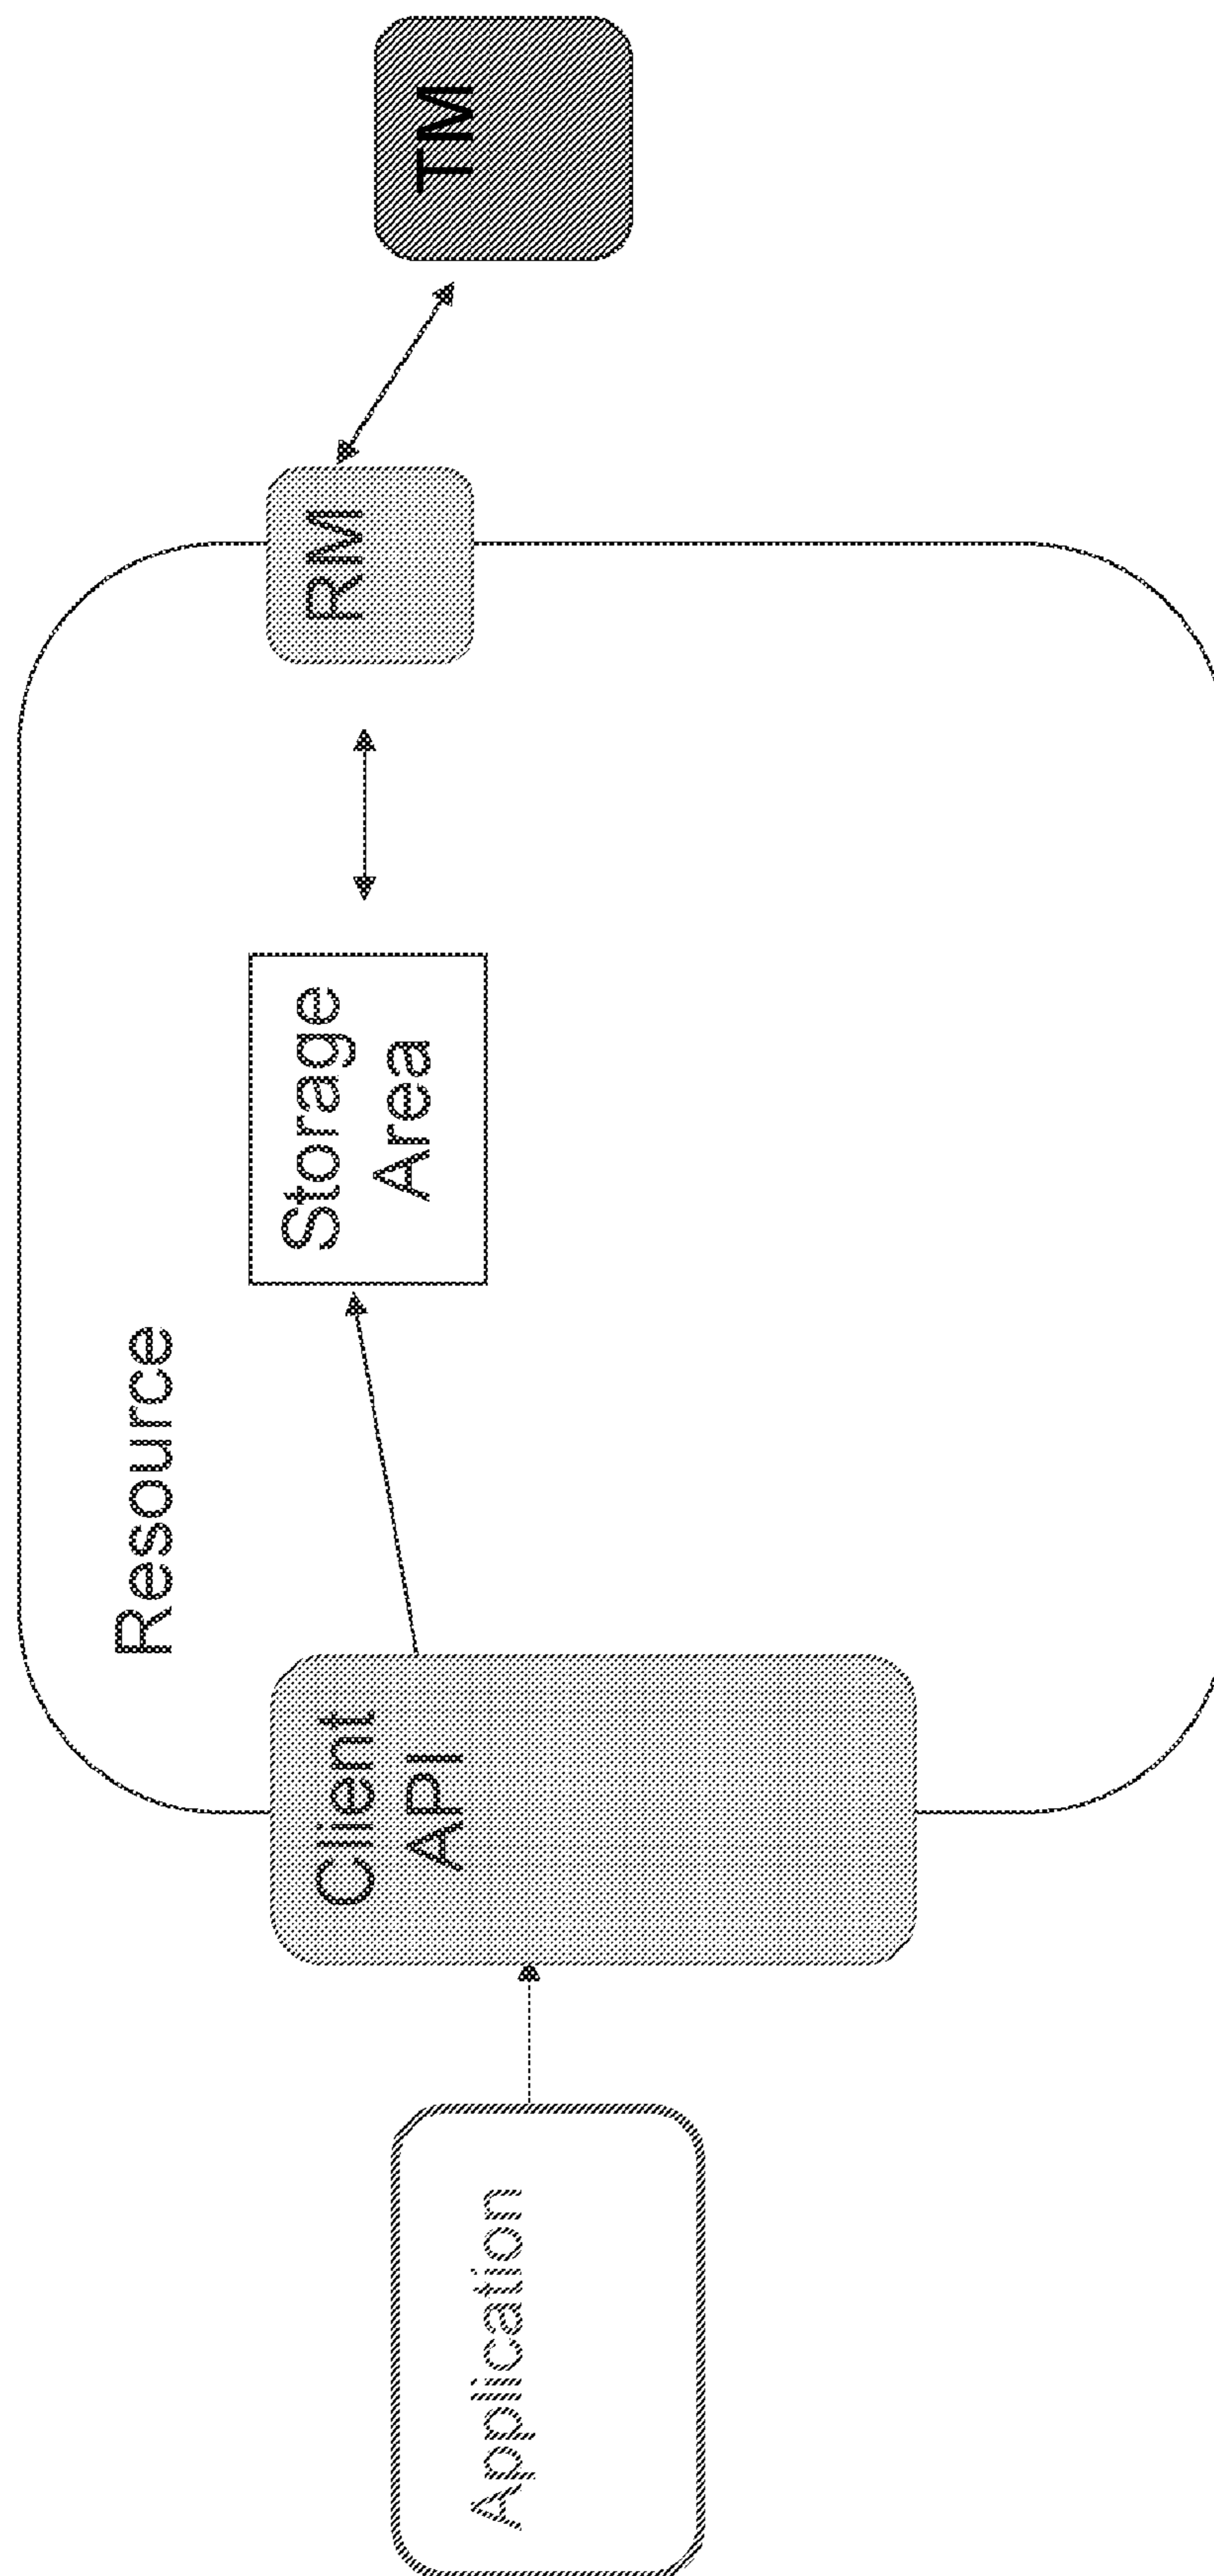 Resource
Application
Client
API
Storage
Area
RM
TM